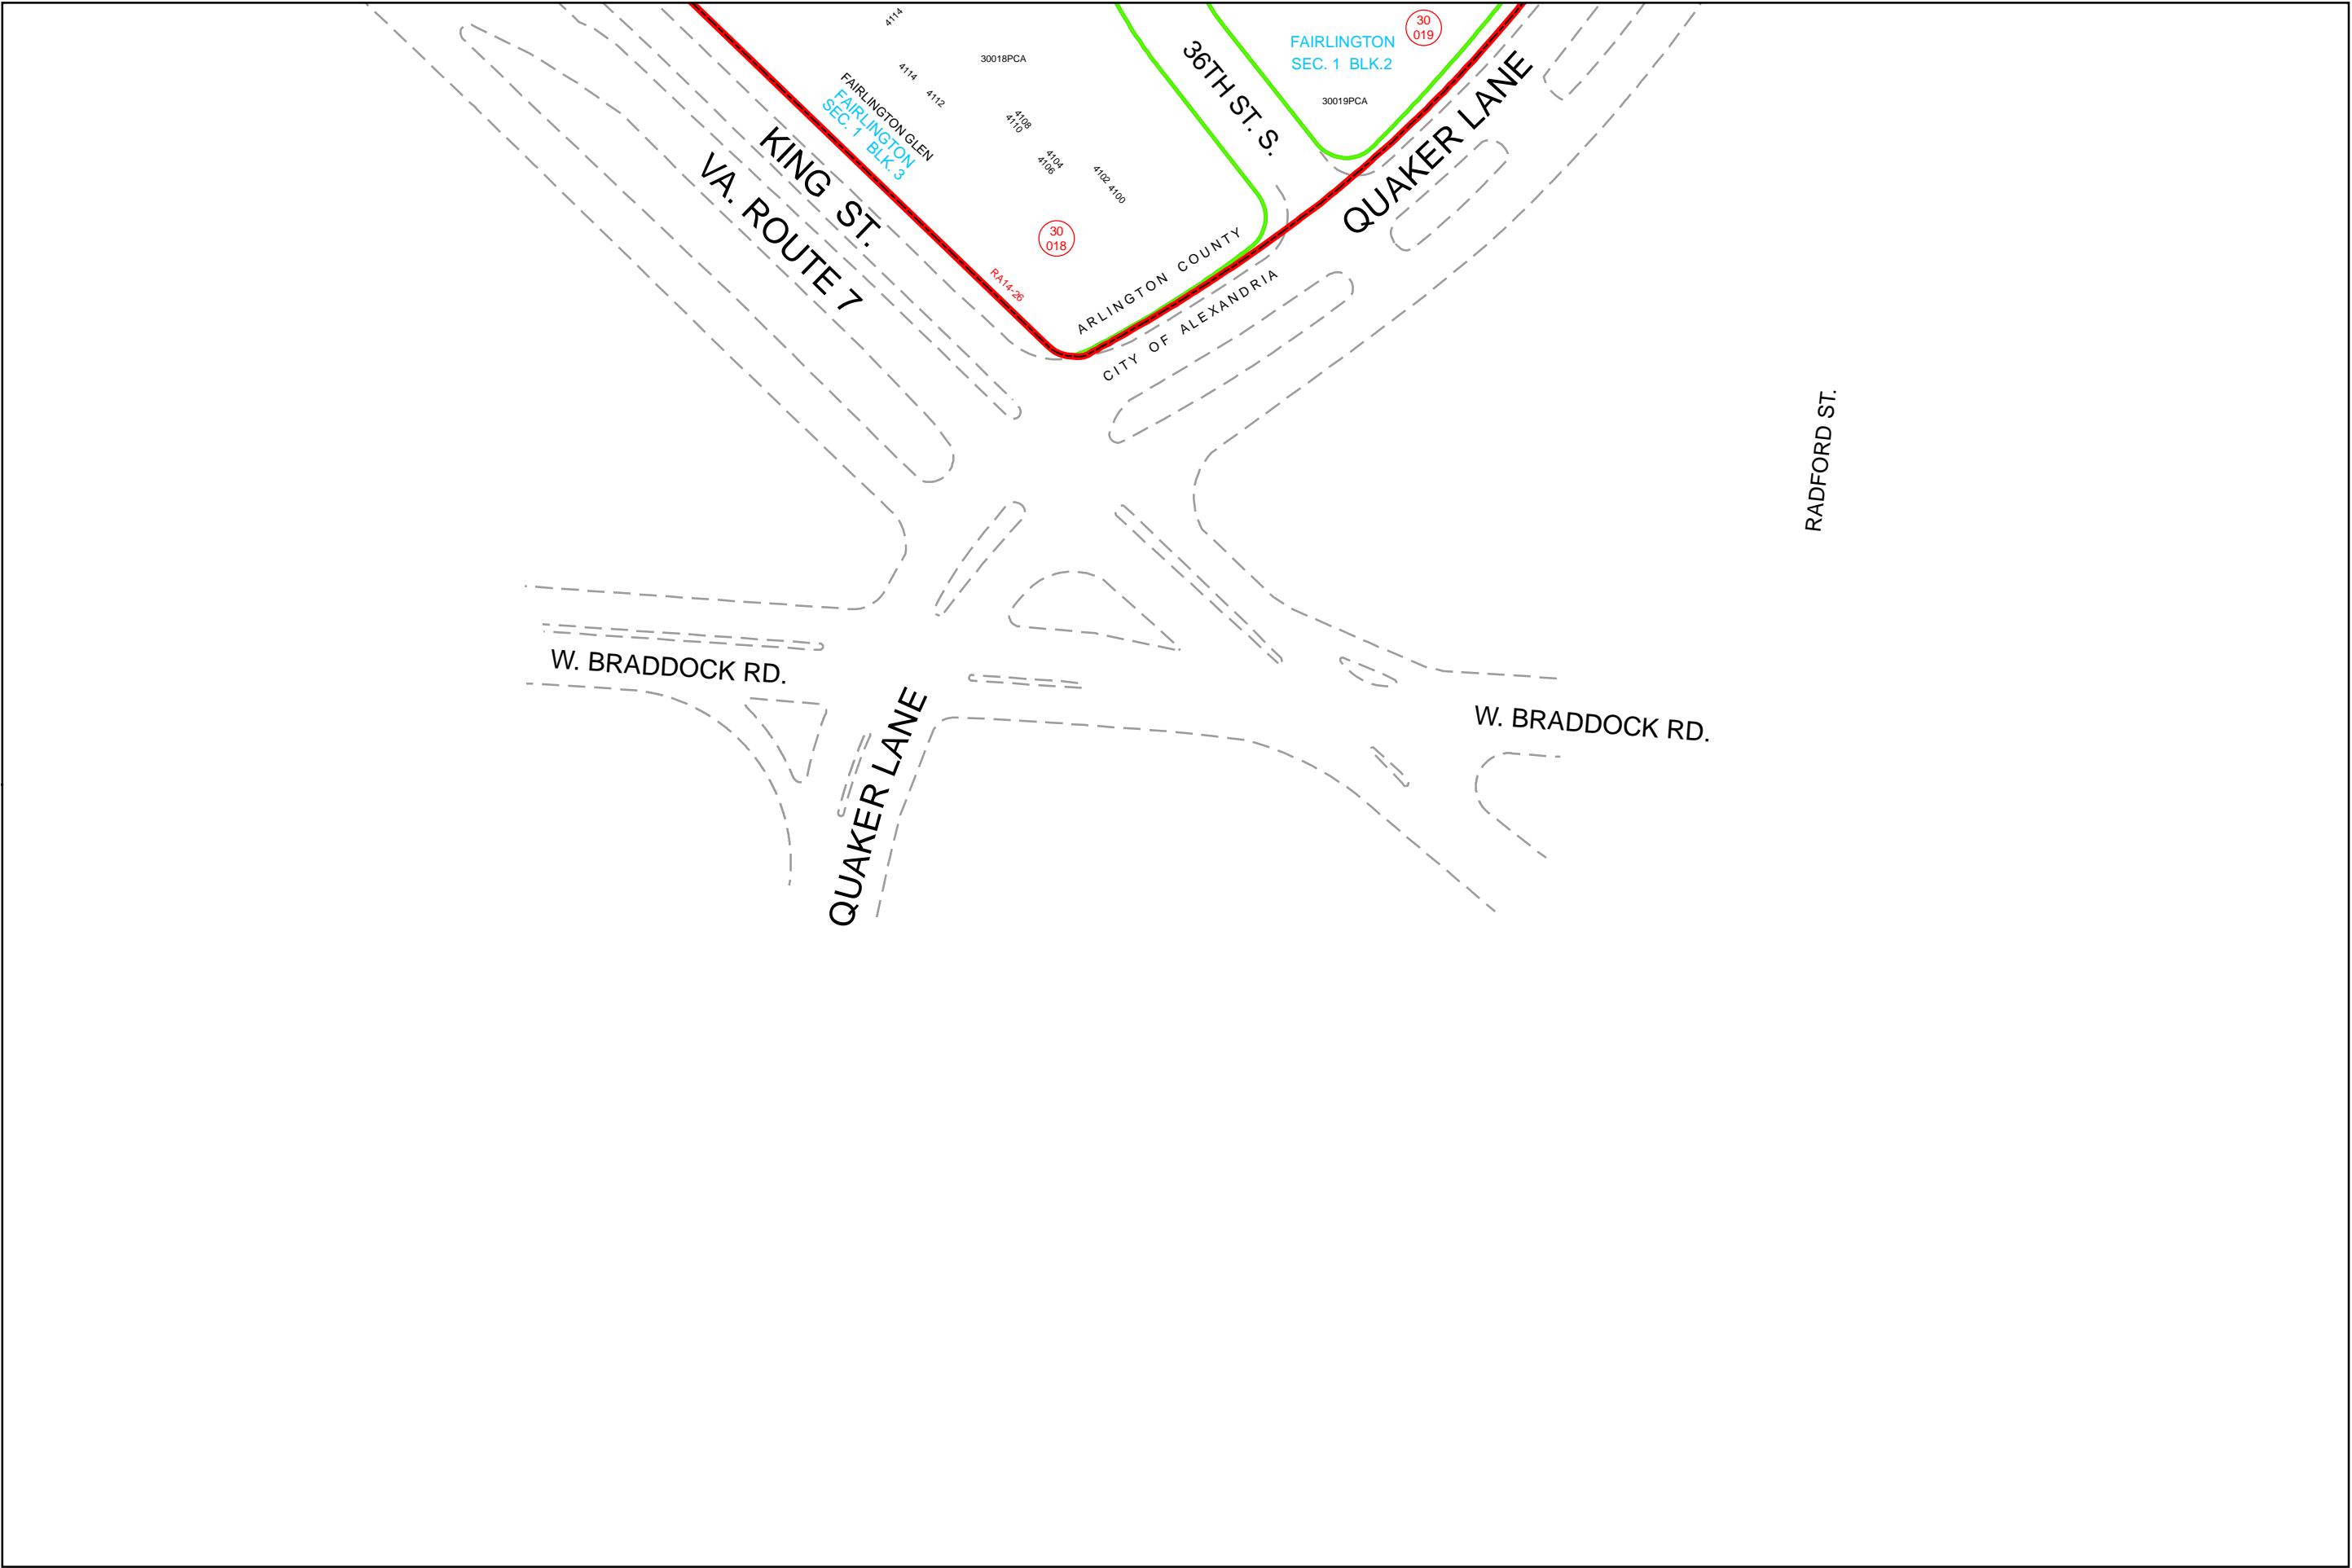 4114
30
019
FAIRLINGTON
SEC. 1 BLK.2
36TH ST. S.
30018PCA
4114
4112
FAIRLINGTON GLEN
FAIRLINGTON
SEC. 1 BLK. 3
30019PCA
QUAKER LANE
4108
4110
4104
4106
4102
4100
KING ST.
VA. ROUTE 7
30
018
RA14-26
ARLINGTON COUNTY
CITY OF ALEXANDRIA
RADFORD ST.
W. BRADDOCK RD.
QUAKER LANE
W. BRADDOCK RD.